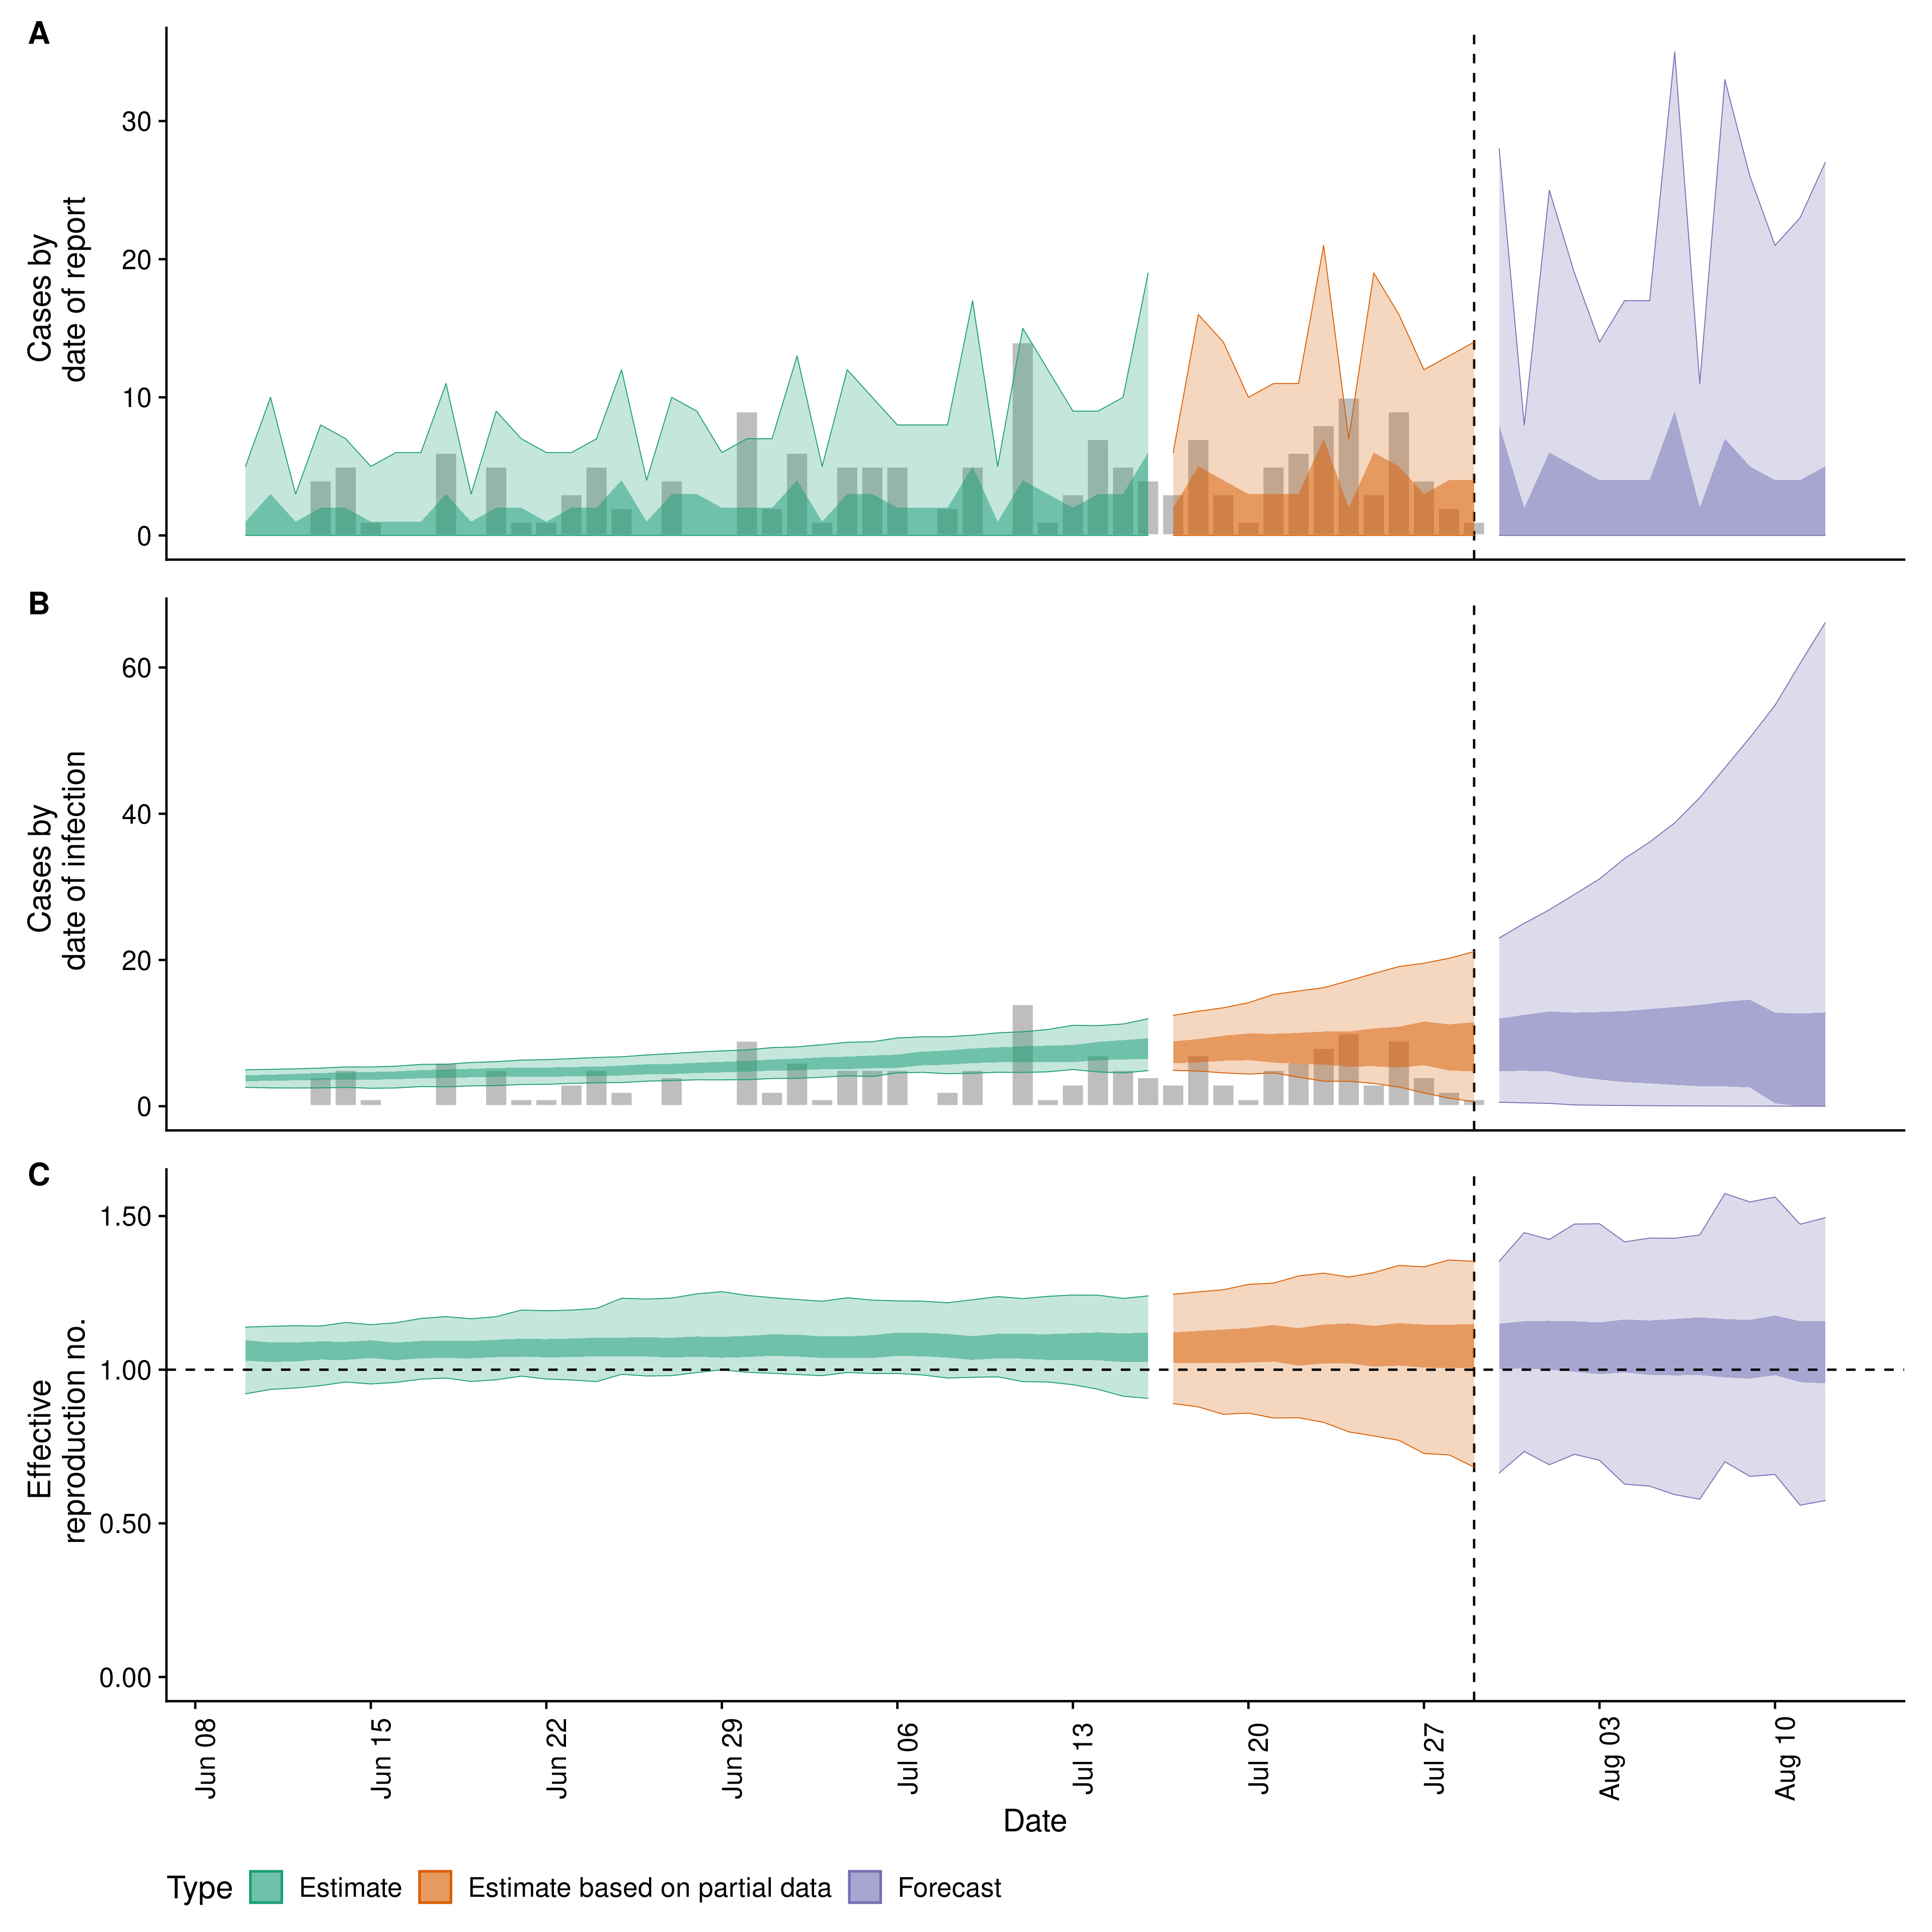 A
Cases by
date of report
30
20
10
0
B
Cases by
date of infection
60
40
20
0
C
Effective
reproduction no.
1.50
1.00
0.50
0.00
Jun 08
Jun 15
Jun 22
Jun 29
Jul 06
Jul 13
Jul 20
Jul 27
Aug 03
Aug 10
Date
Type Estimate Estimate based on partial data Forecast